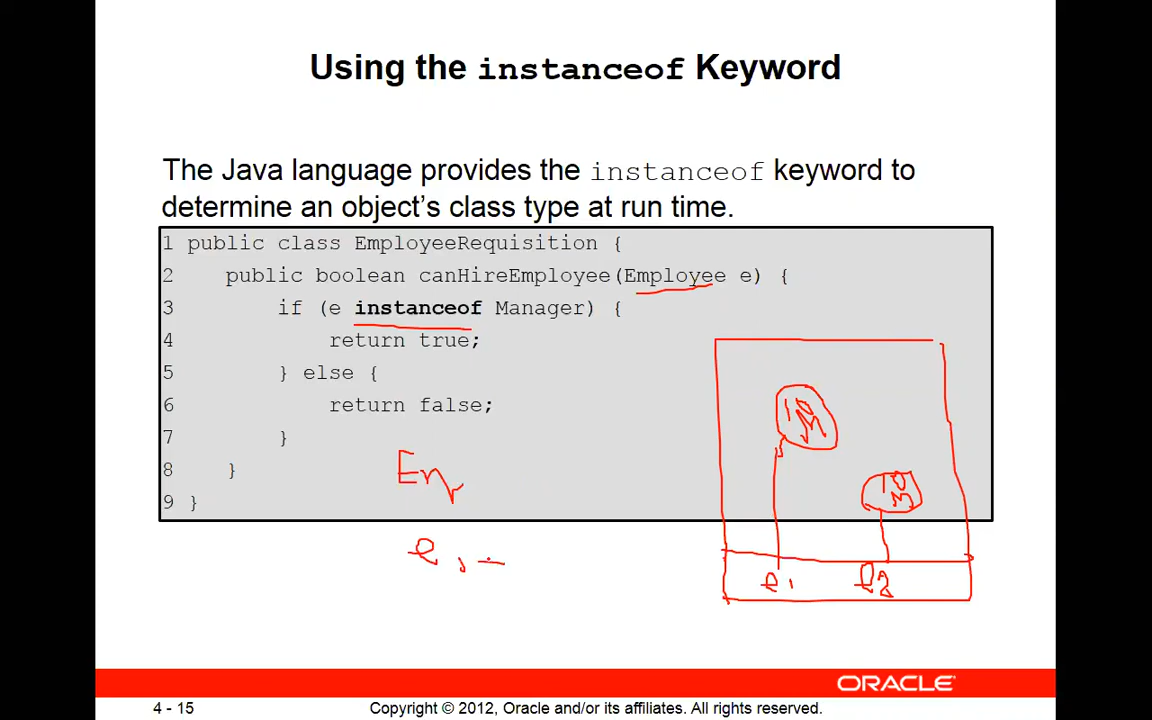 Using the instanceof Keyword
The Java language provides the instanceof keyword to
determine an object's class type at run time.
1 public class EmployeeRequisition {
2 public boolean canHireEmployee(Employee e) {
3 if (e instanceof Manager) {
4 return true;
5 } else {
6 return false;
7 }
8 }
9 }
e1 e2
ORACLE
4 - 15 Copyright © 2012, Oracle and/or its affiliates. All rights reserved.